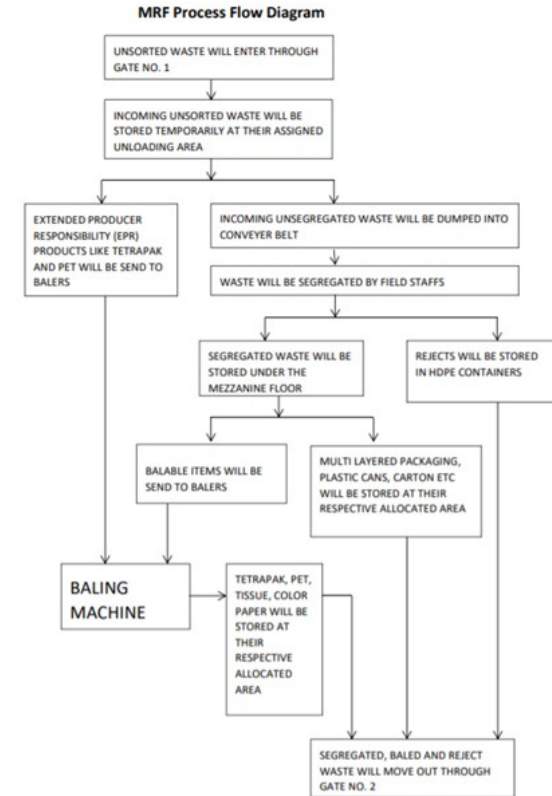 MRF Process Flow Diagram
UNSORTED WASTE WILL ENTER THROUGH
GATE NO. 1
INCOMING UNSORTED WASTE WILL BE
STORED TEMPORARILY AT THEIR ASSIGNED
UNLOADING AREA
EXTENDED PRODUCER
RESPONSIBILITY (EPR)
PRODUCTS LIKE TETRAPAK
AND PET WILL BE SEND TO
BALERS
INCOMING UNSEGREGATED WASTE WILL BE DUMPED INTO
CONVEYER BELT
WASTE WILL BE SEGREGATED BY FIELD STAFFS
SEGREGATED WASTE WILL BE
STORED UNDER THE
MEZZANINE FLOOR
REJECTS WILL BE STORED
IN HDPE CONTAINERS
BALABLE ITEMS WILL BE
SEND TO BALERS
MULTI LAYERED PACKAGING,
PLASTIC CANS, CARTON ETC
WILL BE STORED AT THEIR
RESPECTIVE ALLOCATED AREA
BALING
MACHINE
TETRAPAK, PET,
TISSUE, COLOR
PAPER WILL BE
STORED AT
THEIR
RESPECTIVE
ALLOCATED
AREA
SEGREGATED, BALED AND REJECT
WASTE WILL MOVE OUT THROUGH
GATE NO. 2